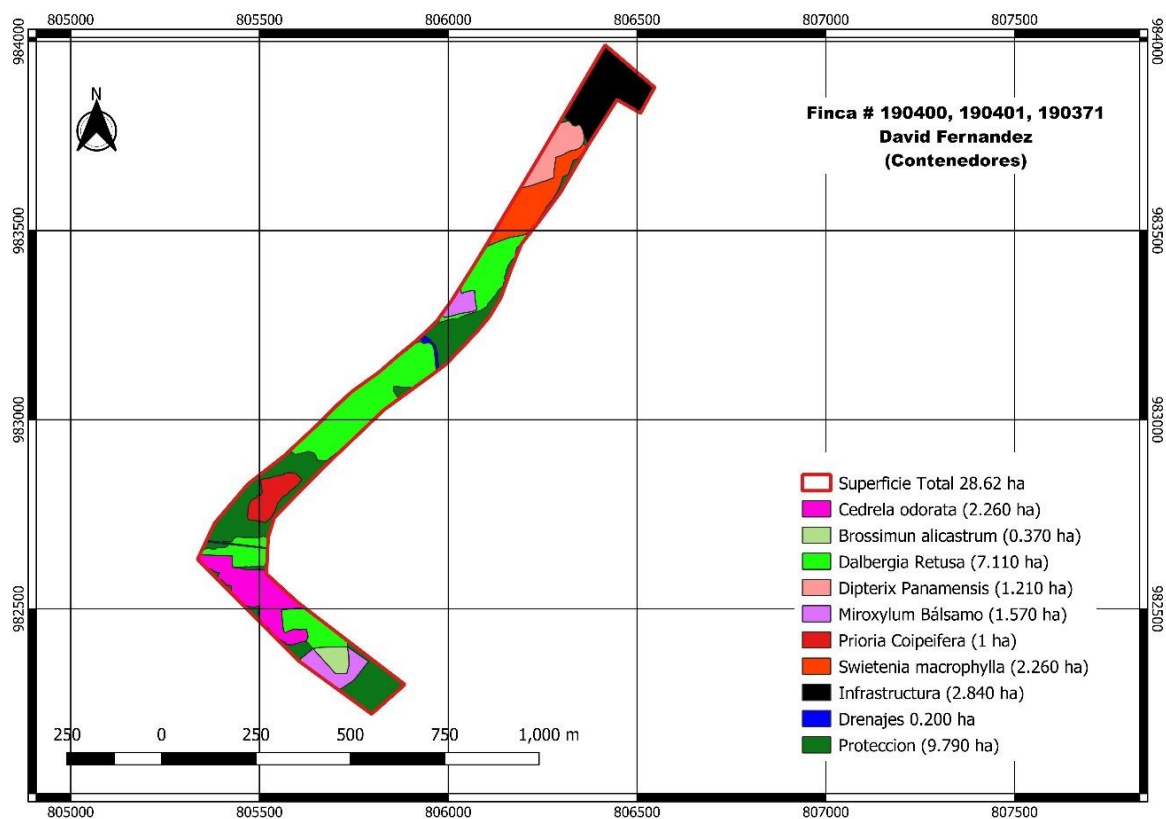 805000 805500 806000 806500 807000 807500
984000 984000
N
Finca # 190400, 190401, 190371
David Fernandez
(Contenedores)
983500 983500
983000 983000
Superficie Total 28.62 ha
Cedrela odorata (2.260 ha)
Brossimun alicastrum (0.370 ha)
Dalbergia Retusa (7.110 ha)
Dipterix Panamensis (1.210 ha)
Miroxylum Bálsamo (1.570 ha)
Prioria Coipeifera (1 ha)
Swietenia macrophylla (2.260 ha)
Infrastructura (2.840 ha)
Drenajes 0.200 ha
Proteccion (9.790 ha)
982500 982500
250 0 250 500 750 1,000 m
805000 805500 806000 806500 807000 807500